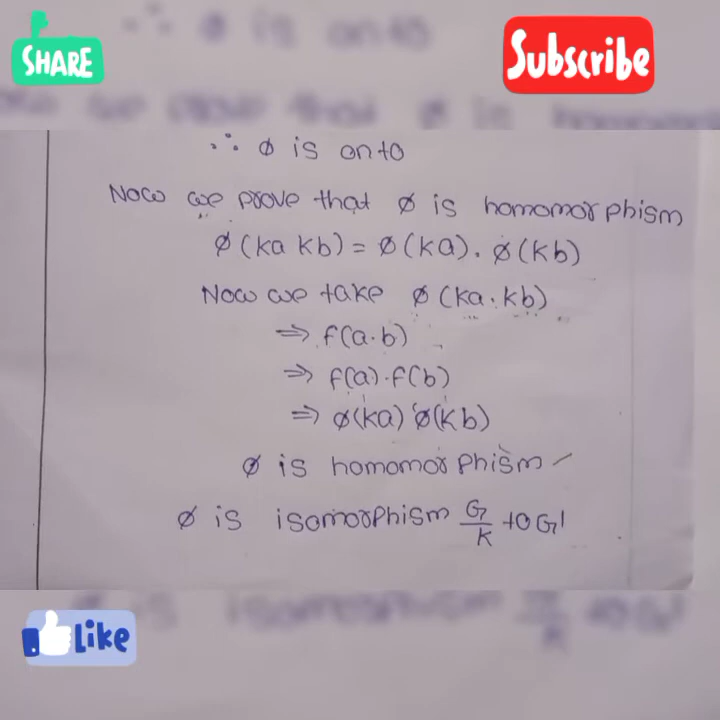 SHARE
Subscribe
∴ φ is onto
Now we prove that φ is homomorphism
φ(ka kb) = φ(ka). φ(kb)
Now we take φ(ka.kb)
⇒ f(a.b)
⇒ f(a).f(b)
⇒ φ(ka) φ(kb)
φ is homomorphism
φ is isomorphism G/K to G'
Like